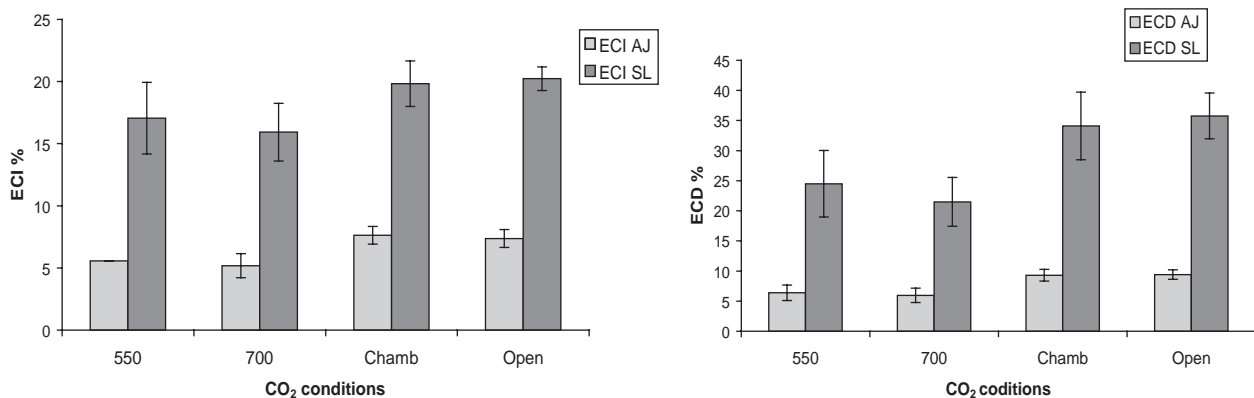 ECI AJ
ECI SL
25
20
15
10
5
0
ECI %
550 700 Chamb Open
CO₂ conditions
ECD AJ
ECD SL
45
40
35
30
25
20
15
10
5
0
ECD %
550 700 Chamb Open
CO₂ coditions